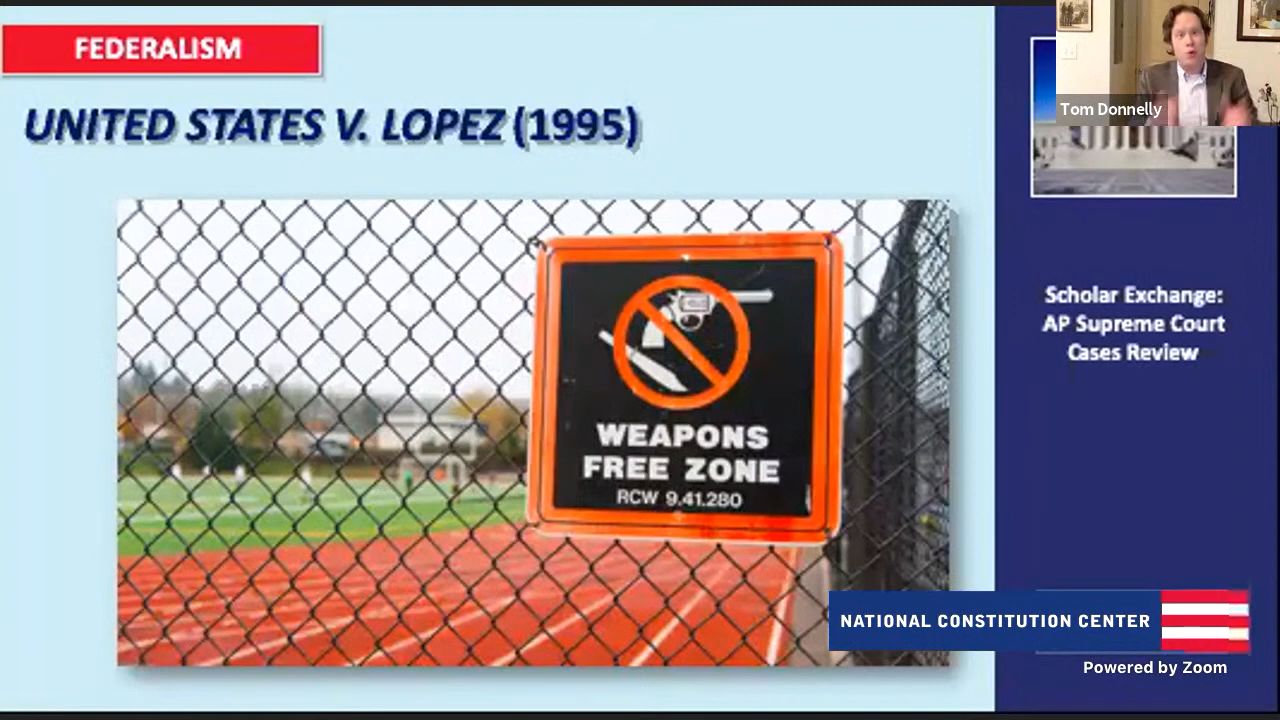 FEDERALISM
UNITED STATES V. LOPEZ (1995)
WEAPONS
FREE ZONE
RCW 9.41.280
Tom Donnelly
Scholar Exchange:
AP Supreme Court
Cases Review
NATIONAL CONSTITUTION CENTER
Powered by Zoom